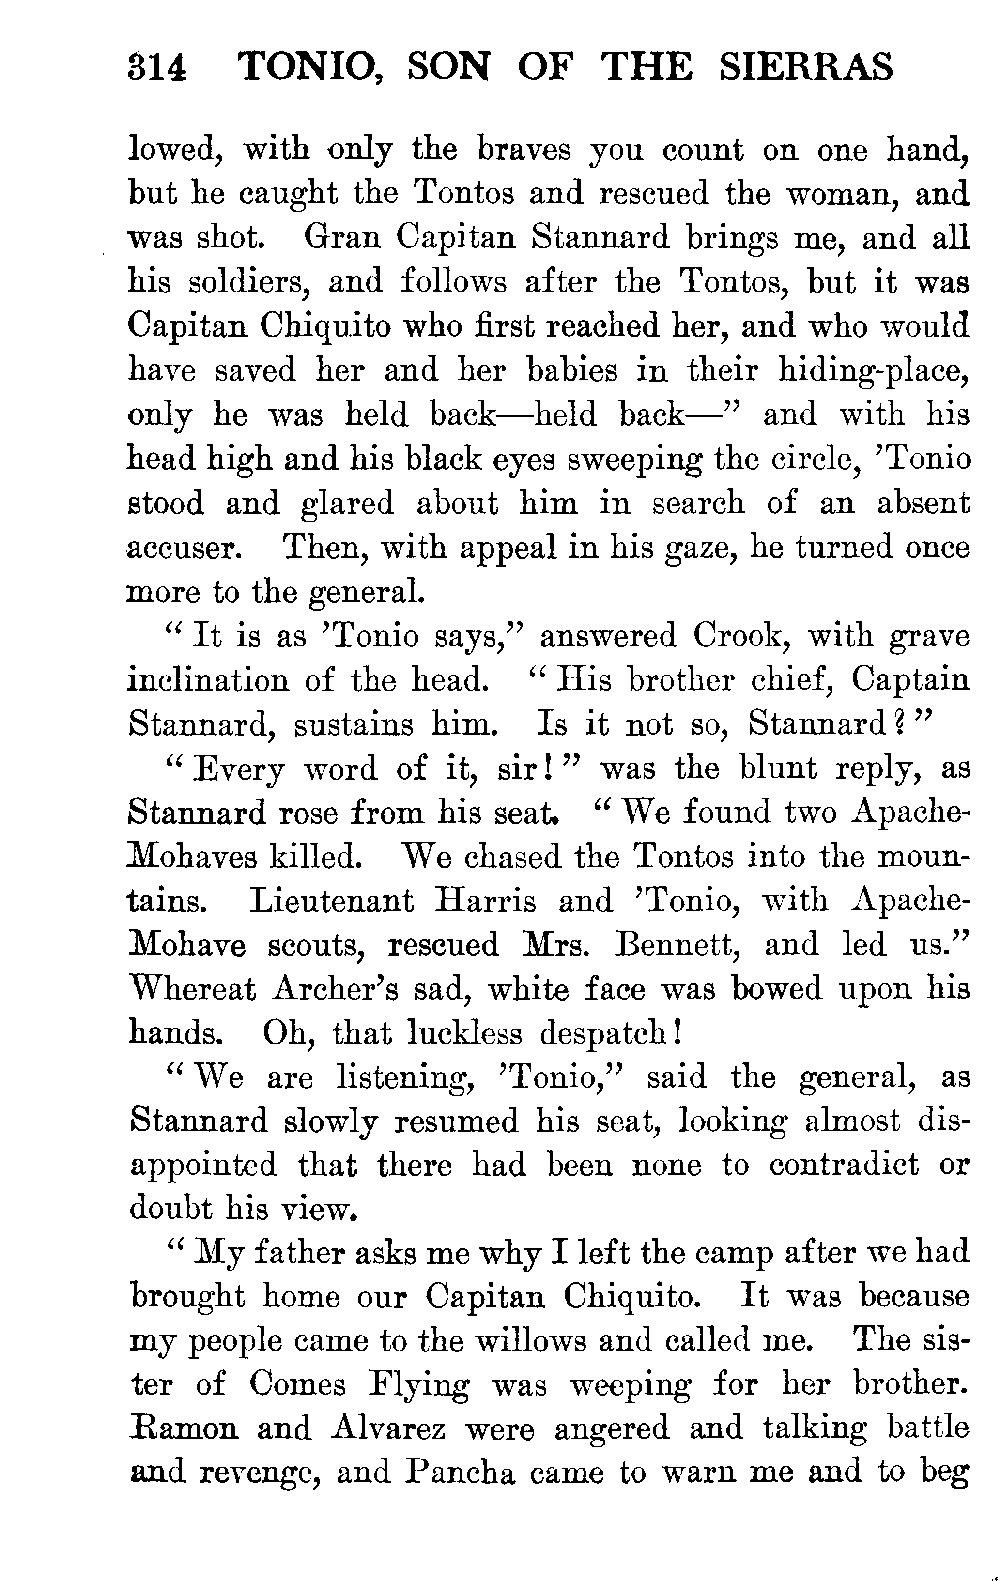 314 TONIO, SON OF THE SIERRAS
lowed, with only the braves you count on one hand,
but he caught the Tontos and rescued the woman, and
was shot. Gran Capitan Stannard brings me, and all
his soldiers, and follows after the Tontos, but it was
Capitan Chiquito who first reached her, and who would
have saved her and her babies in their hiding-place,
only he was held back—held back—” and with his
head high and his black eyes sweeping the circle, ’Tonio
stood and glared about him in search of an absent
accuser. Then, with appeal in his gaze, he turned once
more to the general.
“ It is as ’Tonio says,” answered Crook, with grave
inclination of the head. “ His brother chief, Captain
Stannard, sustains him. Is it not so, Stannard ? ”
“ Every word of it, sir! ” was the blunt reply, as
Stannard rose from his seat. “ We found two Apache-
Mohaves killed. We chased the Tontos into the moun-
tains. Lieutenant Harris and ’Tonio, with Apache-
Mohave scouts, rescued Mrs. Bennett, and led us.”
Whereat Archer’s sad, white face was bowed upon his
hands. Oh, that luckless despatch!
“ We are listening, ’Tonio,” said the general, as
Stannard slowly resumed his seat, looking almost dis-
appointed that there had been none to contradict or
doubt his view.
“ My father asks me why I left the camp after we had
brought home our Capitan Chiquito. It was because
my people came to the willows and called me. The sis-
ter of Comes Flying was weeping for her brother.
Ramon and Alvarez were angered and talking battle
and revenge, and Pancha came to warn me and to beg